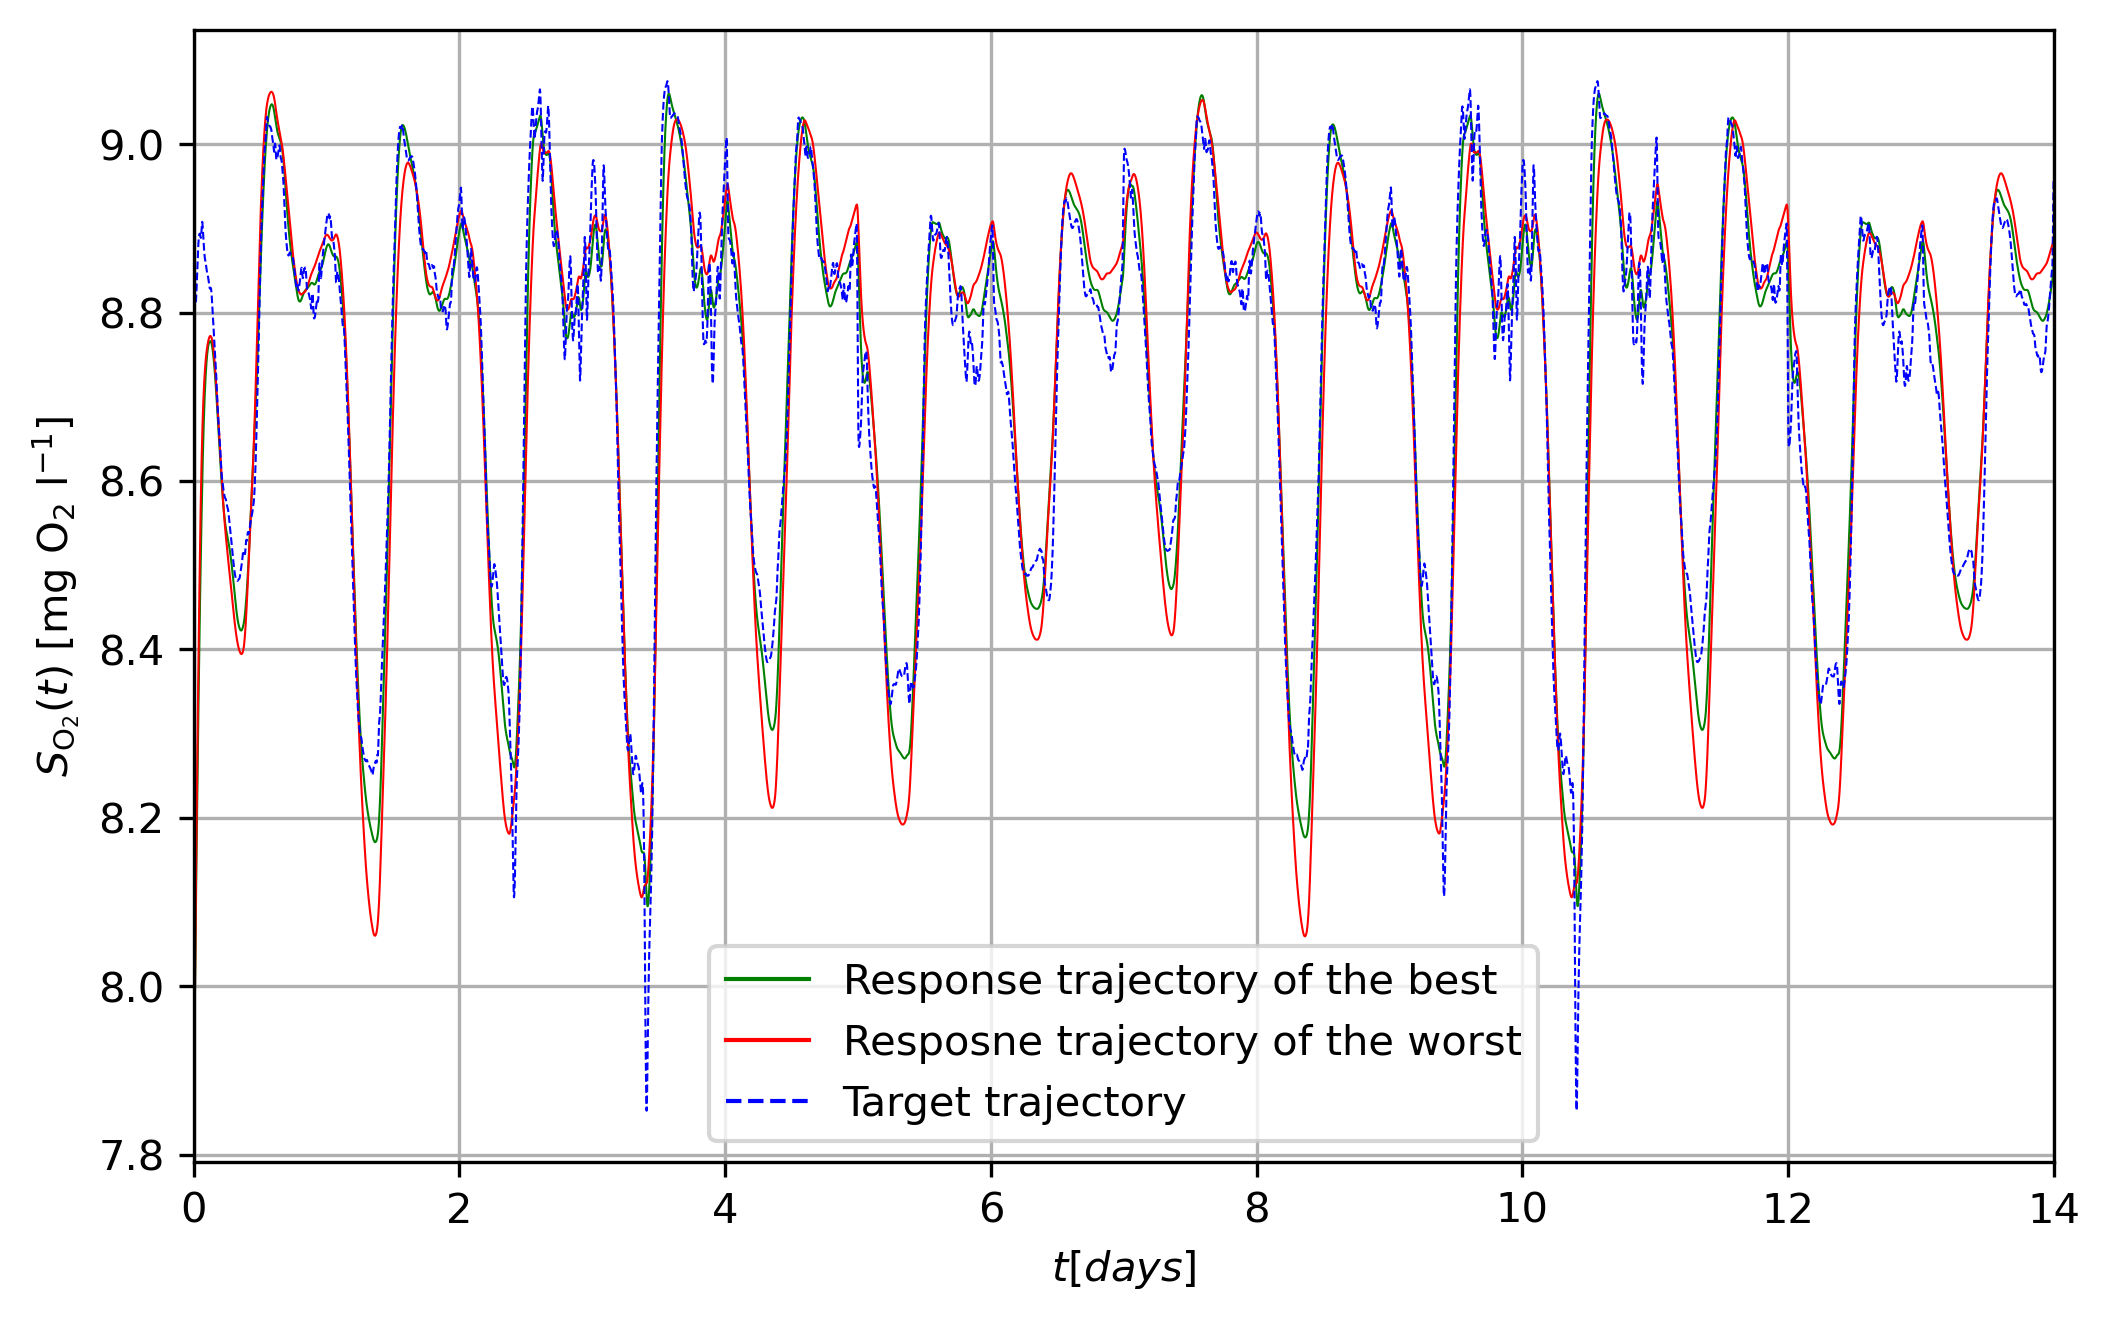 9.0
8.8
8.6
8.4
8.2
8.0
7.8
S_{O_2}(t) [mg O_2 l^{-1}]
Response trajectory of the best
Resposne trajectory of the worst
Target trajectory
0 2 4 6 8 10 12 14
t[days]